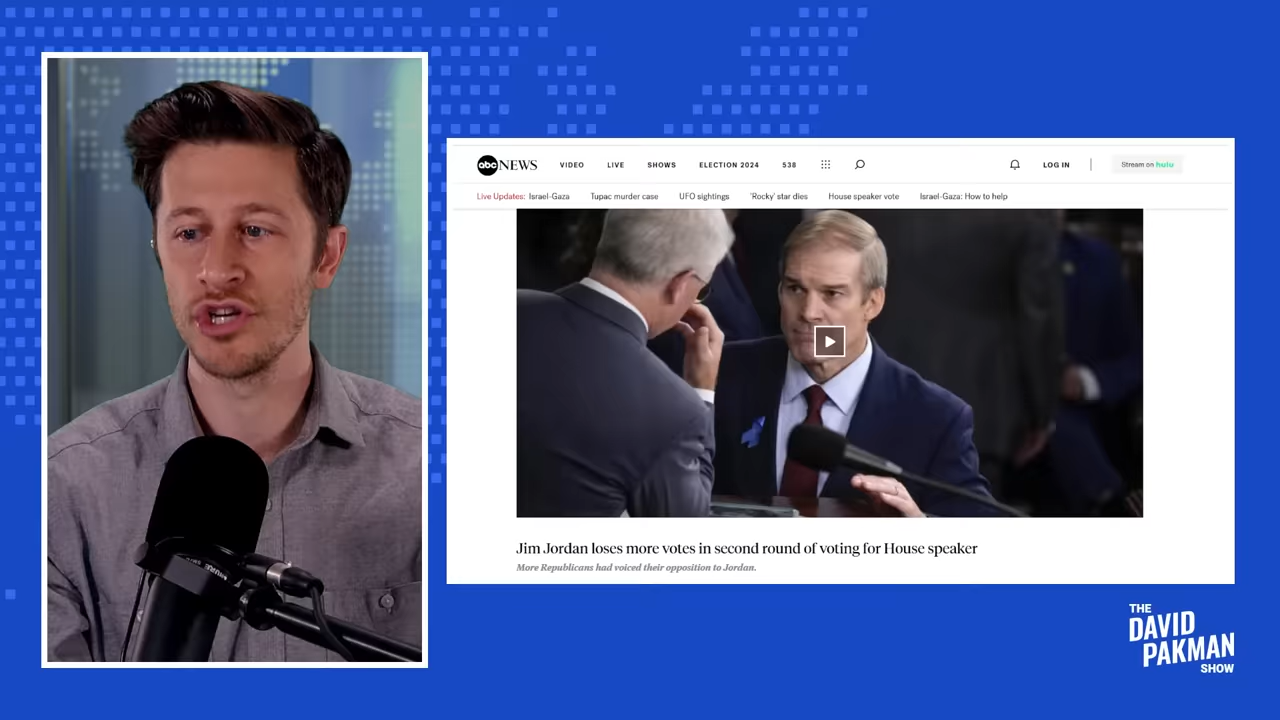 abc NEWS VIDEO LIVE SHOWS ELECTION 2024 538 LOG IN Stream on hulu
Live Updates: Israel-Gaza Tupac murder case UFO sightings 'Rocky' star dies House speaker vote Israel-Gaza: How to help
Jim Jordan loses more votes in second round of voting for House speaker
More Republicans had voiced their opposition to Jordan.
THE
DAVID
PAKMAN
SHOW